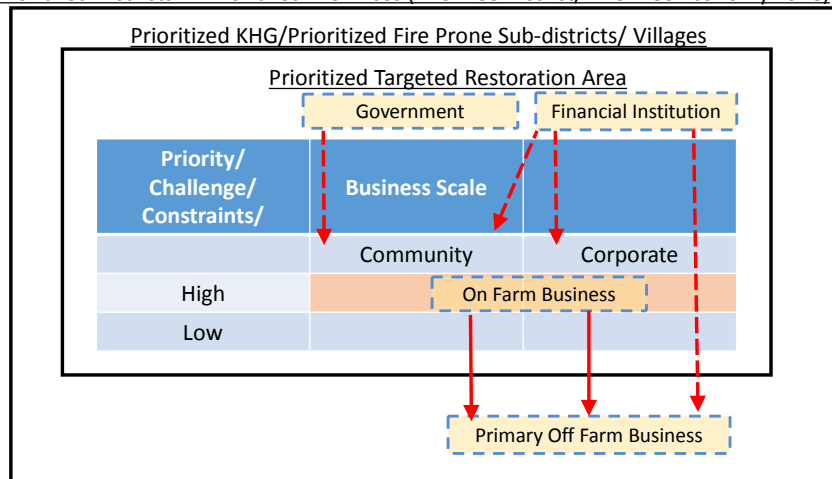 Prioritized KHG/Prioritized Fire Prone Sub-districts/ Villages
Prioritized Targeted Restoration Area
Government
Financial Institution
Priority/
Challenge/
Constraints/
Business Scale
Community
Corporate
High
On Farm Business
Low
Primary Off Farm Business